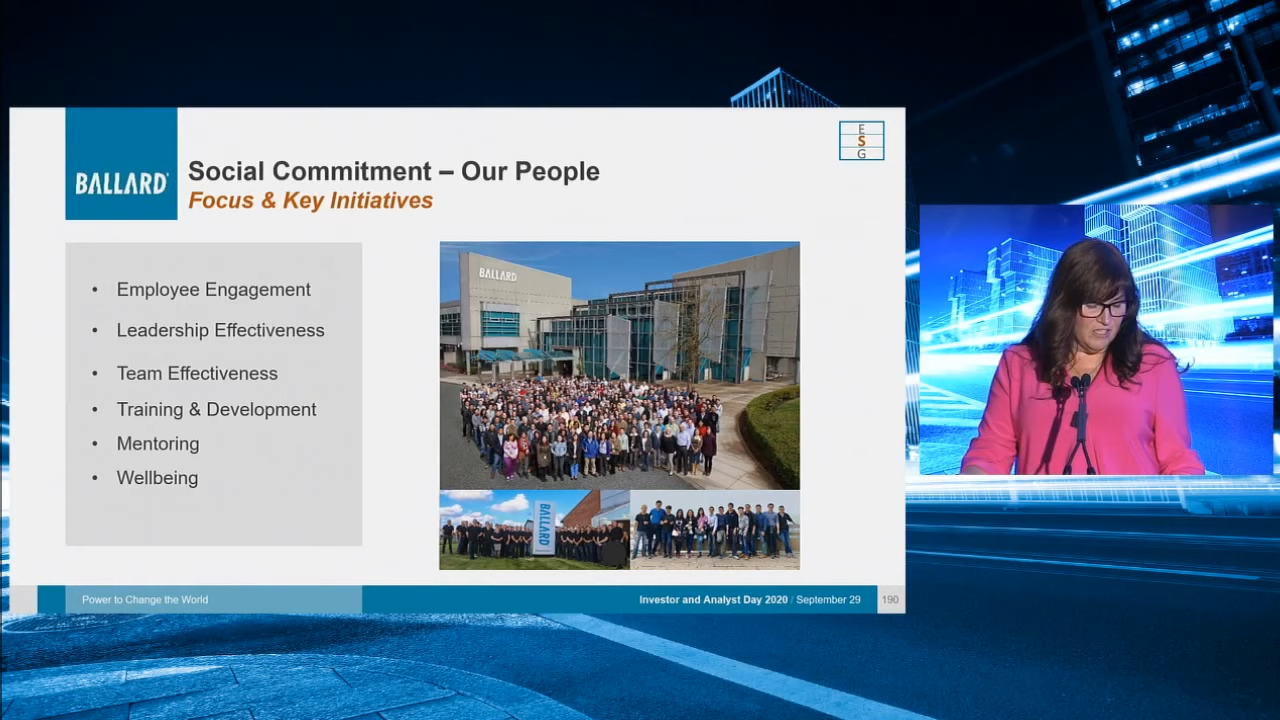 BALLARD
Social Commitment – Our People
Focus & Key Initiatives
E
S
G
• Employee Engagement
• Leadership Effectiveness
• Team Effectiveness
• Training & Development
• Mentoring
• Wellbeing
BALLARD
BALLARD
Power to Change the World
Investor and Analyst Day 2020 / September 29
190